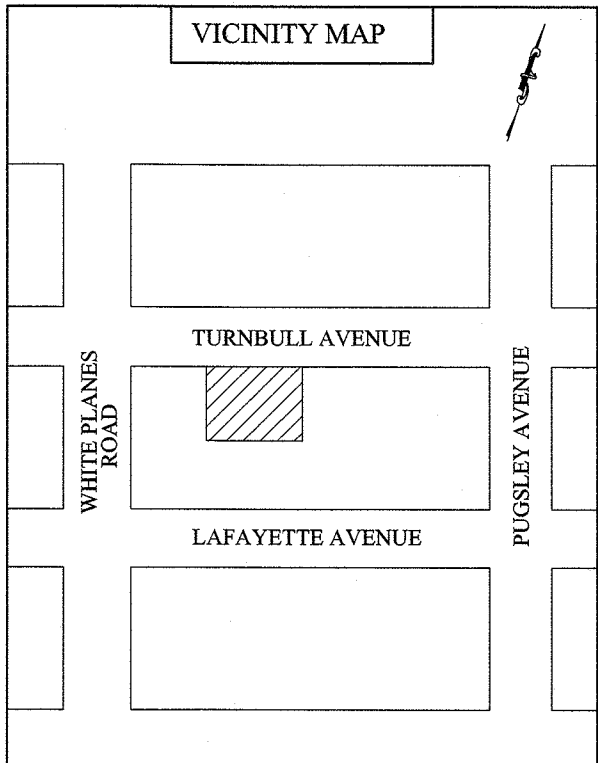 VICINITY MAP
TURNBULL AVENUE
WHITE PLANES
ROAD
PUGSLEY AVENUE
LAFAYETTE AVENUE